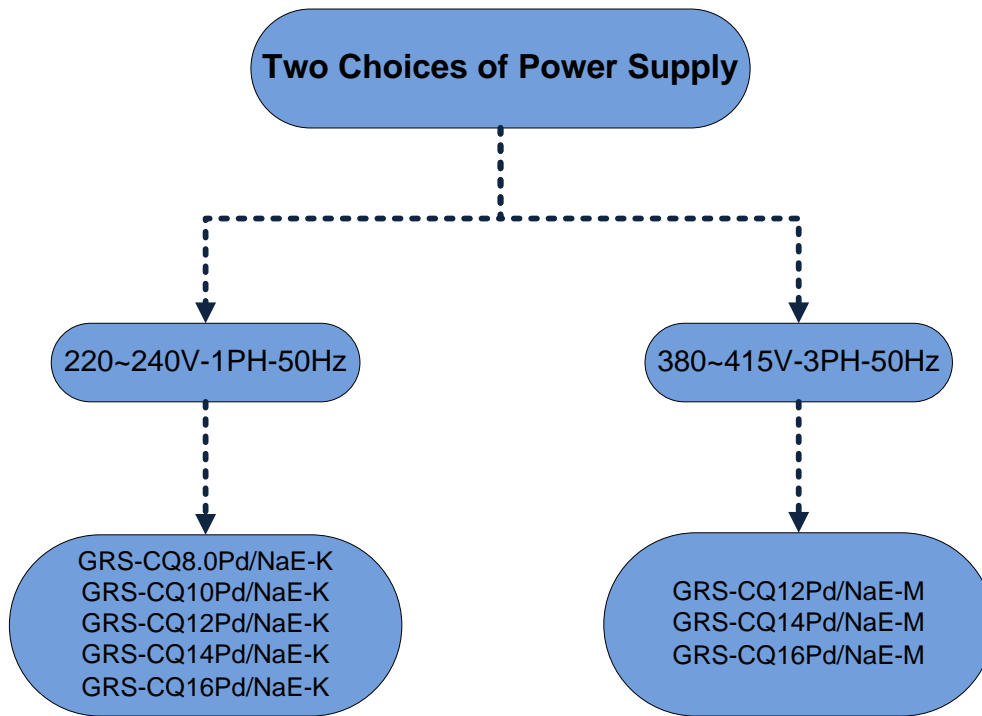 Two Choices of Power Supply
220~240V-1PH-50Hz
380~415V-3PH-50Hz
GRS-CQ8.0Pd/NaE-K
GRS-CQ10Pd/NaE-K
GRS-CQ12Pd/NaE-K
GRS-CQ14Pd/NaE-K
GRS-CQ16Pd/NaE-K
GRS-CQ12Pd/NaE-M
GRS-CQ14Pd/NaE-M
GRS-CQ16Pd/NaE-M